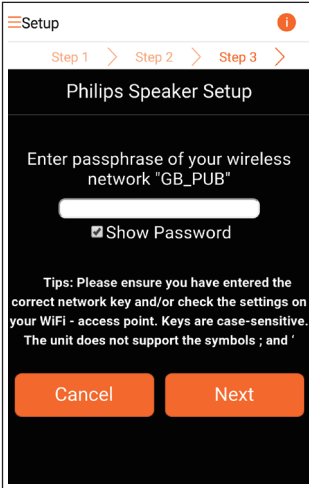 Setup
i
Step 1 Step 2 Step 3
Philips Speaker Setup
Enter passphrase of your wireless
network "GB_PUB"
Show Password
Tips: Please ensure you have entered the
correct network key and/or check the settings on
your WiFi - access point. Keys are case-sensitive.
The unit does not support the symbols ; and ‘
Cancel Next